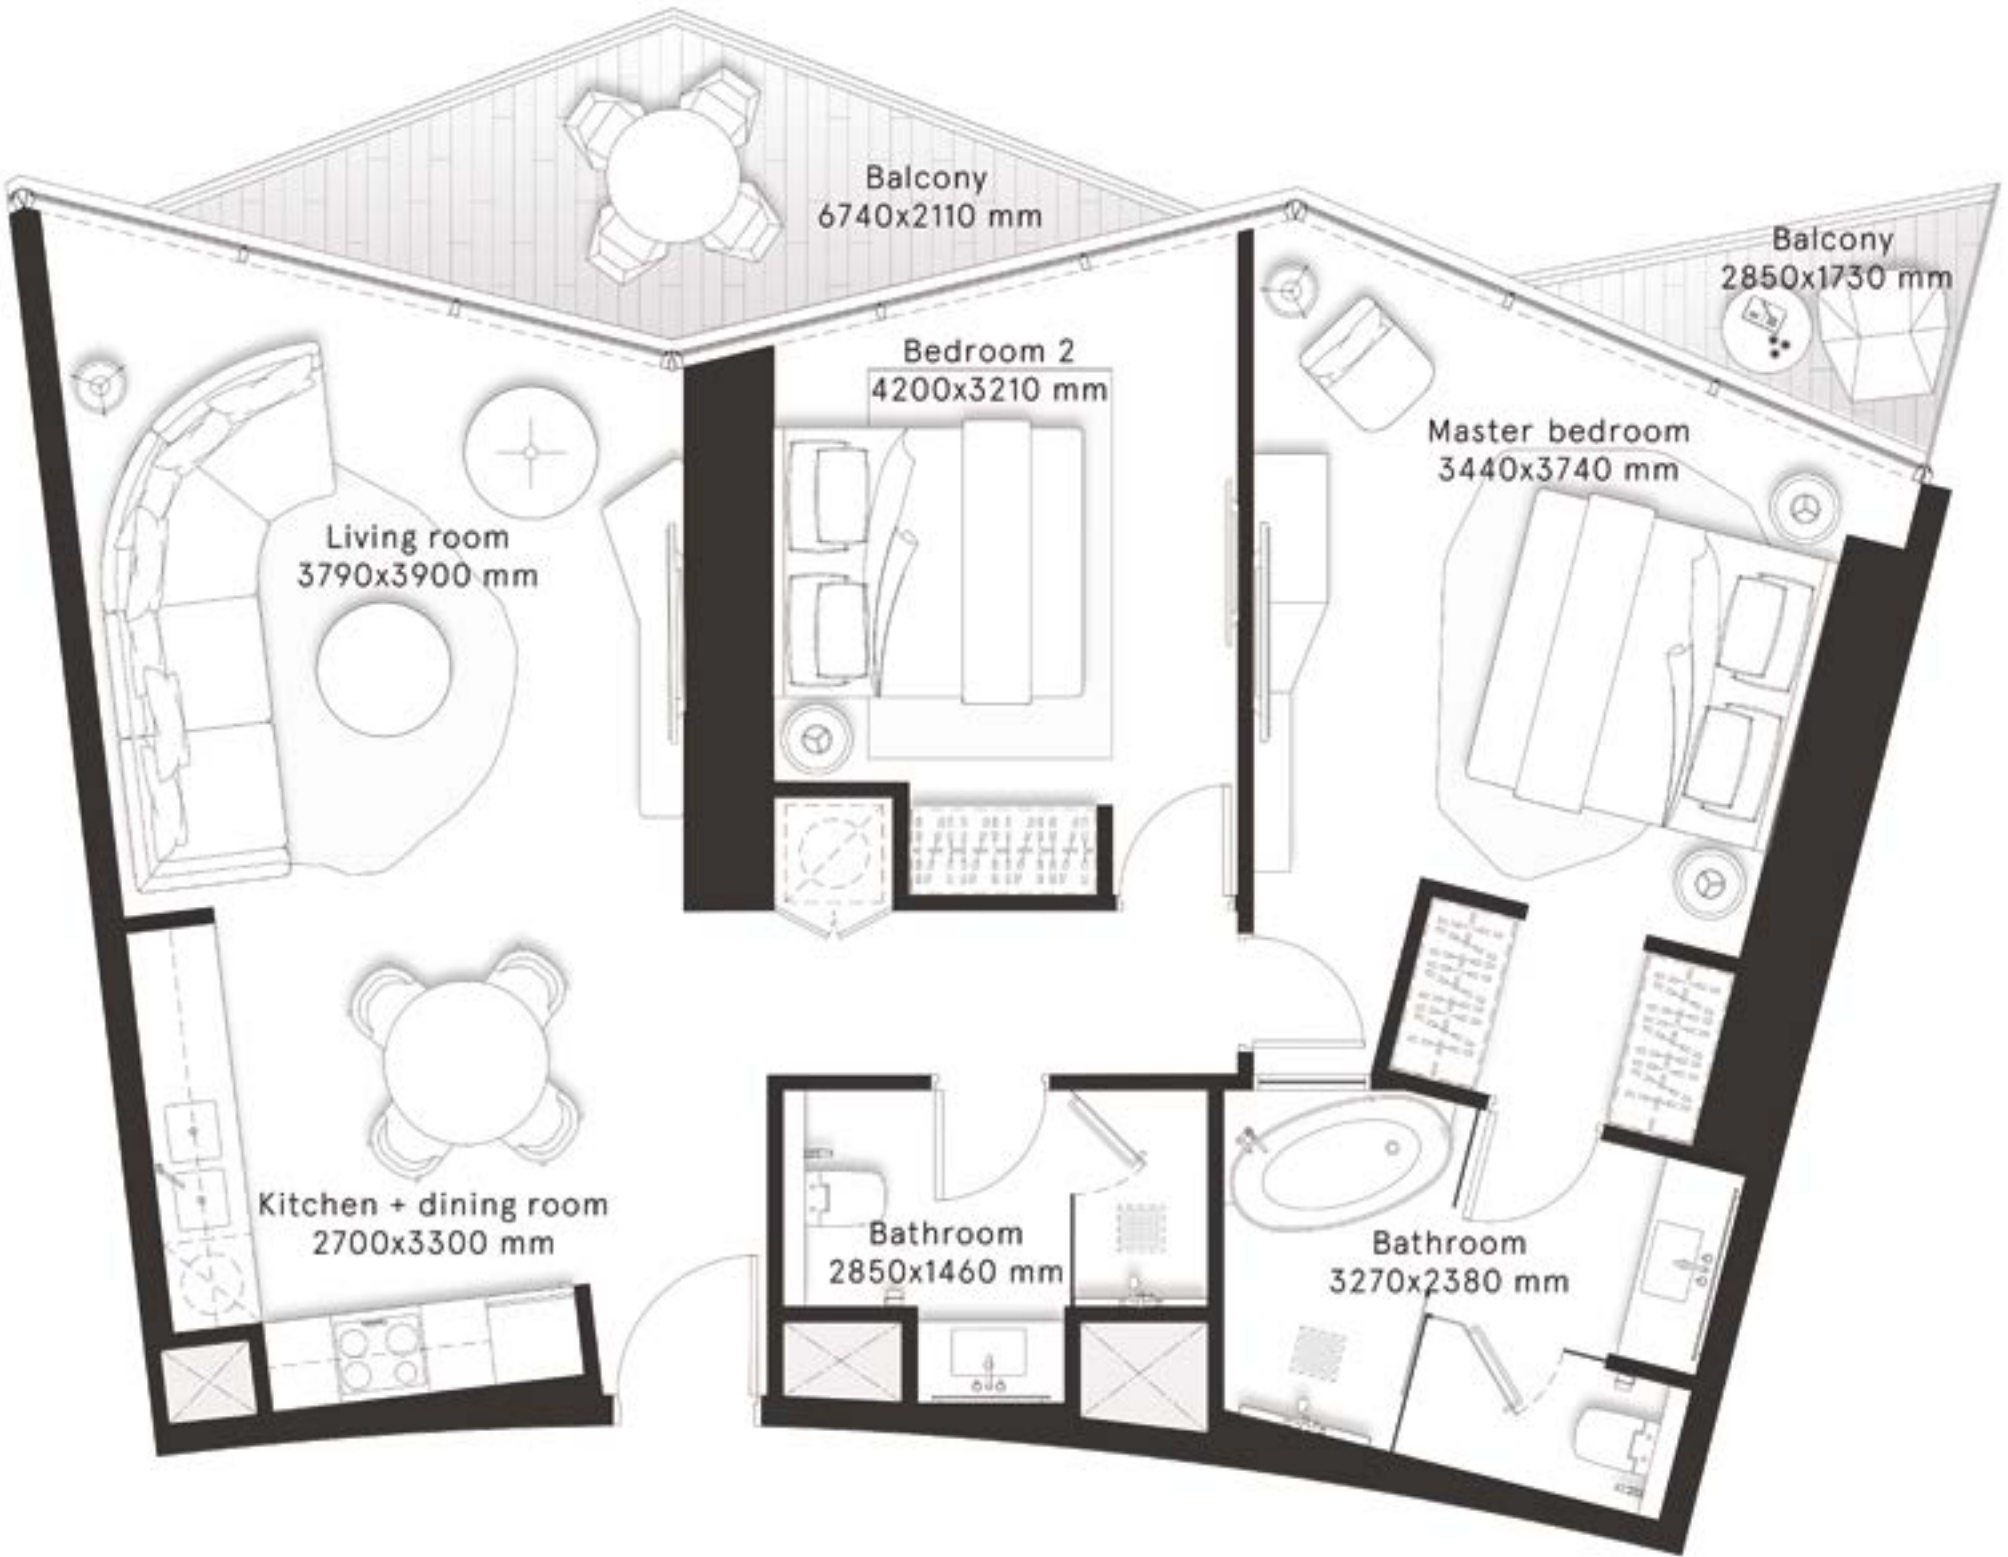 Balcony
6740x2110 mm
Balcony
2850x1730 mm
Bedroom 2
4200x3210 mm
Master bedroom
3440x3740 mm
Living room
3790x3900 mm
Kitchen + dining room
2700x3300 mm
Bathroom
2850x1460 mm
Bathroom
3270x2380 mm